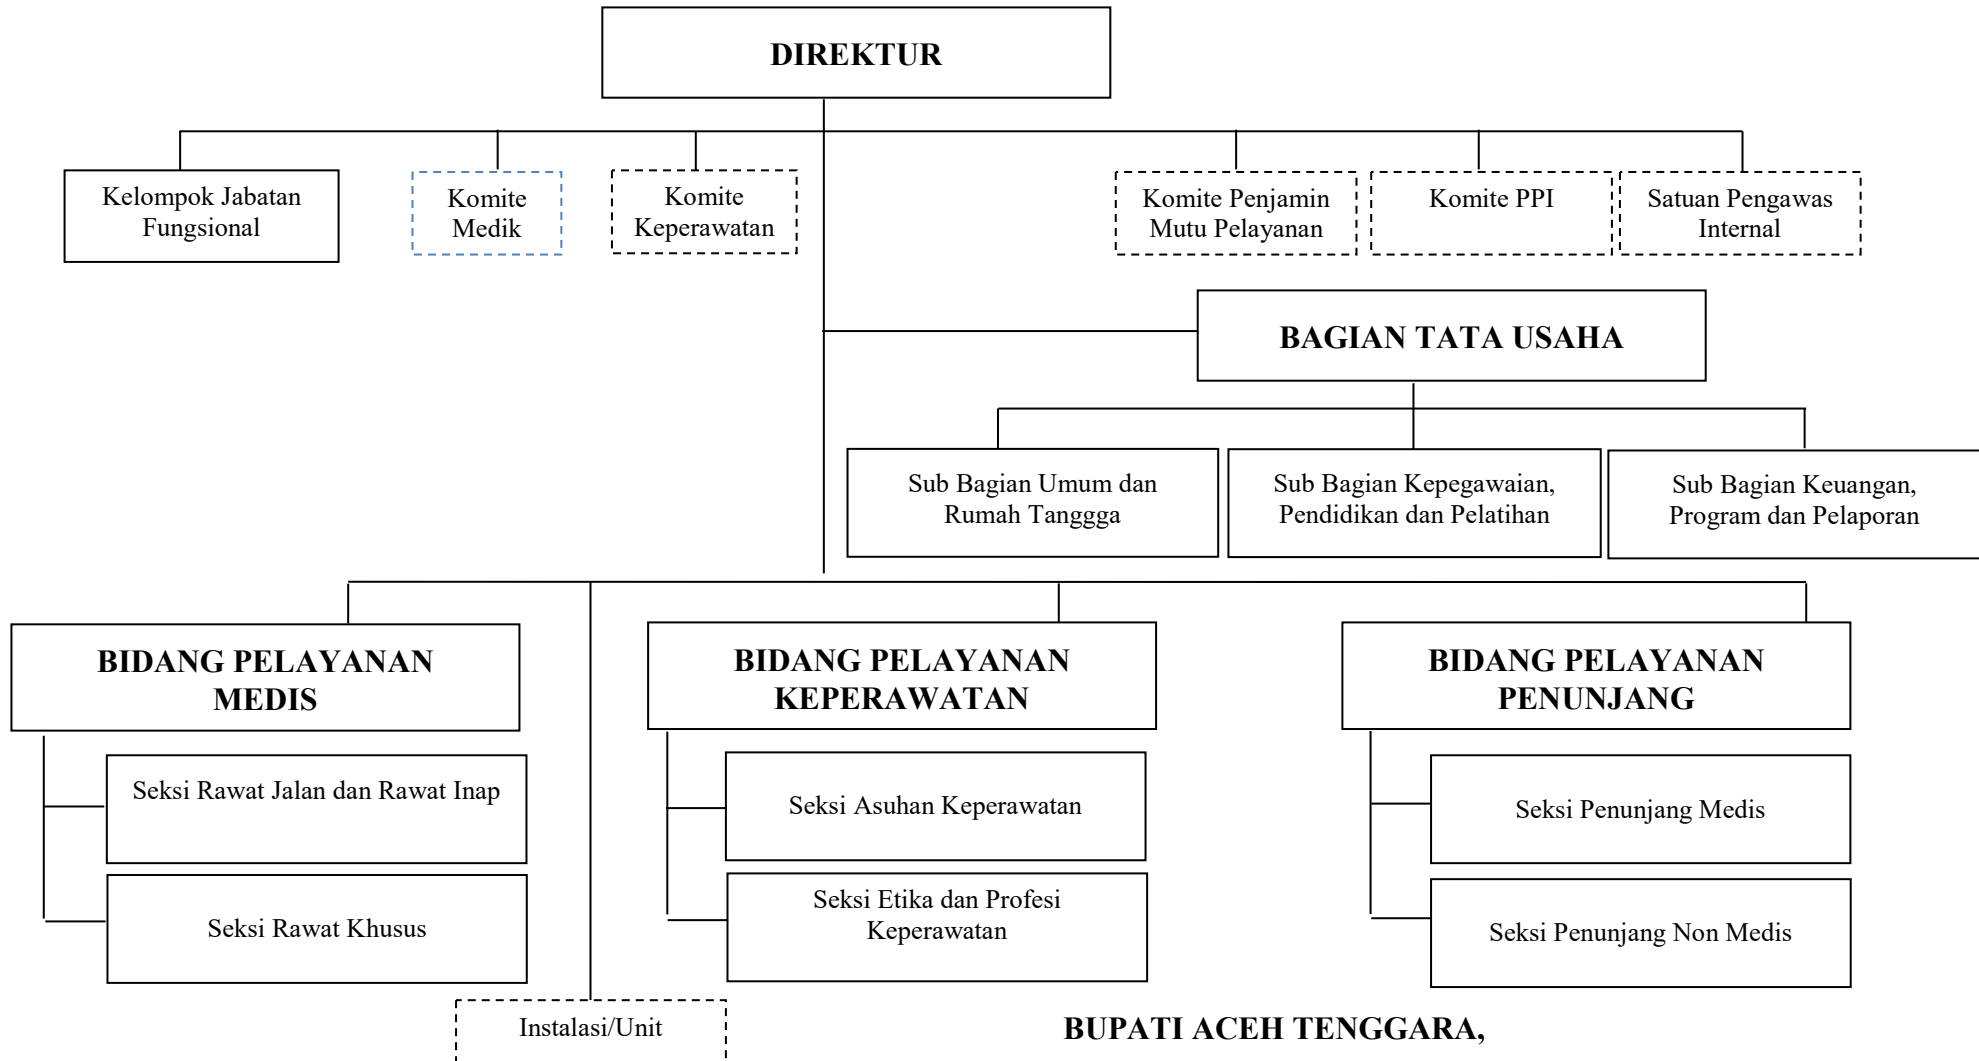 DIREKTUR
Kelompok Jabatan
Fungsional
Komite
Medik
Komite
Keperawatan
Komite Penjamin
Mutu Pelayanan
Komite PPI
Satuan Pengawas
Internal
BAGIAN TATA USAHA
Sub Bagian Umum dan
Rumah Tanggga
Sub Bagian Kepegawaian,
Pendidikan dan Pelatihan
Sub Bagian Keuangan,
Program dan Pelaporan
BIDANG PELAYANAN
MEDIS
BIDANG PELAYANAN
KEPERAWATAN
BIDANG PELAYANAN
PENUNJANG
Seksi Rawat Jalan dan Rawat Inap
Seksi Rawat Khusus
Seksi Asuhan Keperawatan
Seksi Etika dan Profesi
Keperawatan
Seksi Penunjang Medis
Seksi Penunjang Non Medis
Instalasi/Unit
BUPATI ACEH TENGGARA,